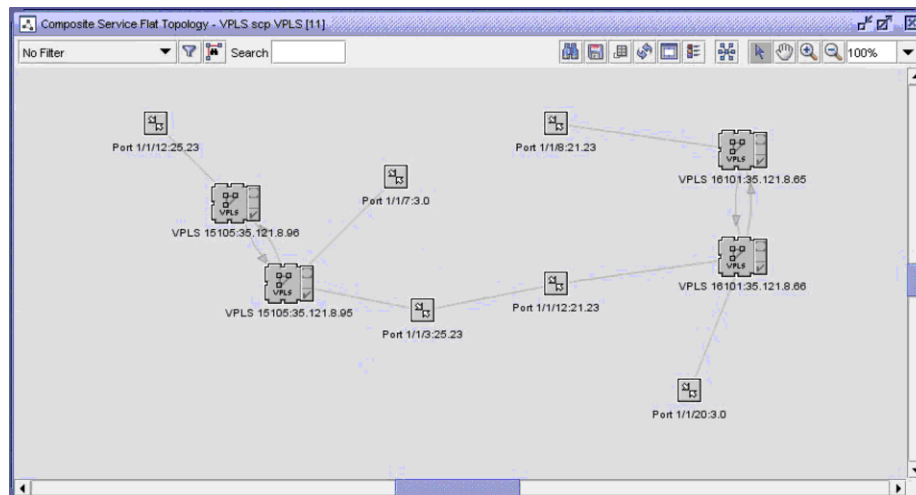 Composite Service Flat Topology - VPLS scp VPLS [11]
No Filter
Search
100%
Port 1/1/12:25.23
Port 1/1/8:21.23
VPLS
VPLS 16101:35.121.8.65
Port 1/1/7:3.0
VPLS
VPLS 15105:35.121.8.96
VPLS
VPLS 16101:35.121.8.66
VPLS
VPLS 15105:35.121.8.95
Port 1/1/12:21.23
Port 1/1/3:25.23
Port 1/1/20:3.0